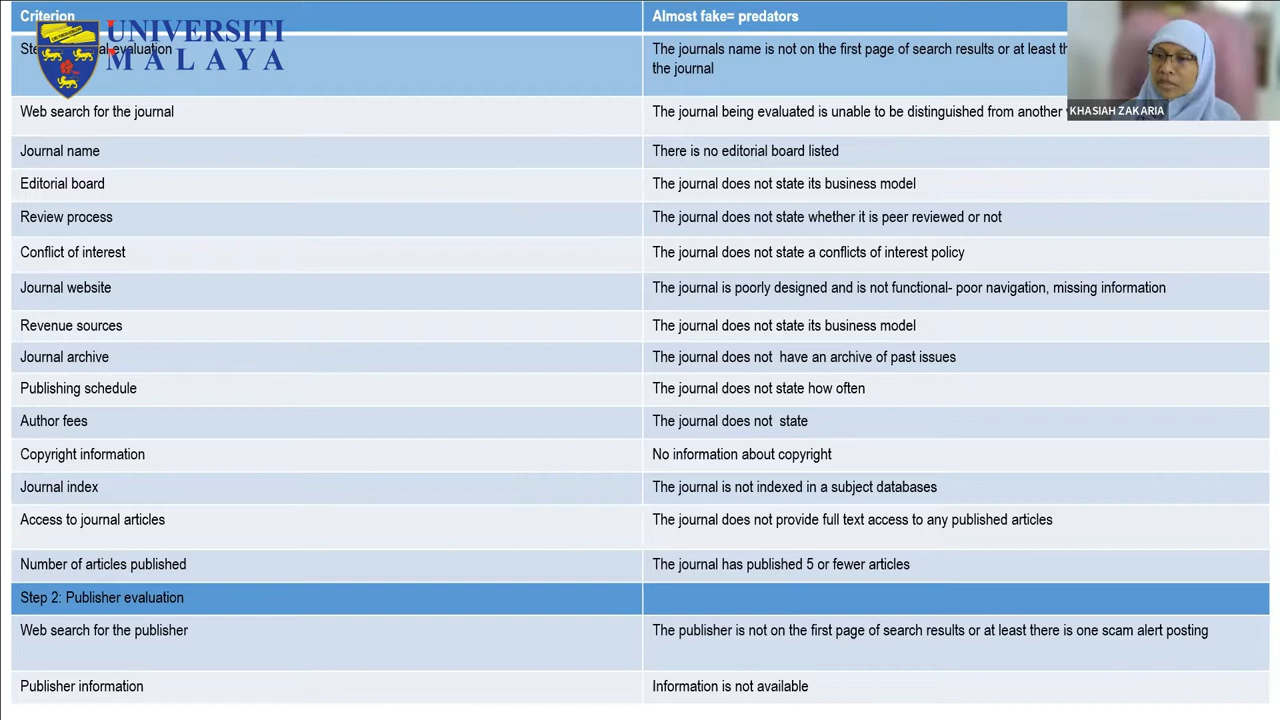 Criterion Almost fake= predators
UNIVERSITI
MALAYA
evaluation The journals name is not on the first page of search results or at least
the journal
Web search for the journal The journal being evaluated is unable to be distinguished from another
KHASIAH ZAKARIA
Journal name There is no editorial board listed
Editorial board The journal does not state its business model
Review process The journal does not state whether it is peer reviewed or not
Conflict of interest The journal does not state a conflicts of interest policy
Journal website The journal is poorly designed and is not functional- poor navigation, missing information
Revenue sources The journal does not state its business model
Journal archive The journal does not have an archive of past issues
Publishing schedule The journal does not state how often
Author fees The journal does not state
Copyright information No information about copyright
Journal index The journal is not indexed in a subject databases
Access to journal articles The journal does not provide full text access to any published articles
Number of articles published The journal has published 5 or fewer articles
Step 2: Publisher evaluation
Web search for the publisher The publisher is not on the first page of search results or at least there is one scam alert posting
Publisher information Information is not available